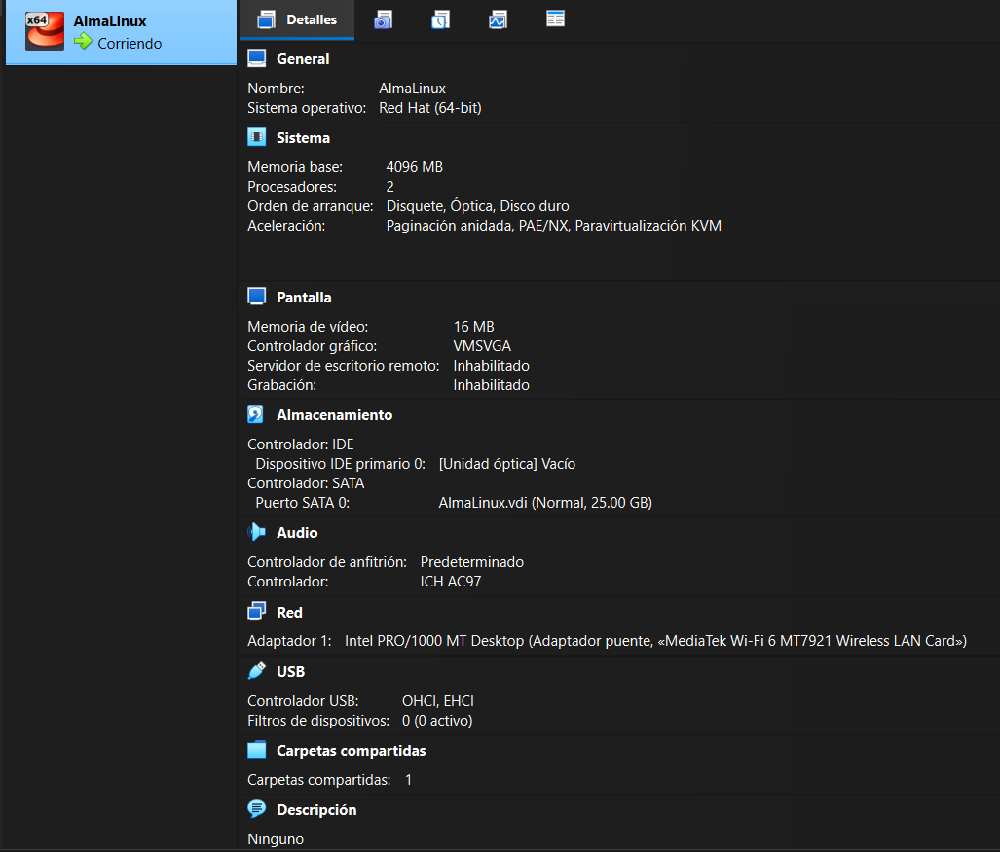 x64
AlmaLinux
Corriendo
Detalles
General
Nombre: AlmaLinux
Sistema operativo: Red Hat (64-bit)
Sistema
Memoria base: 4096 MB
Procesadores: 2
Orden de arranque: Disquete, Óptica, Disco duro
Aceleración: Paginación anidada, PAE/NX, Paravirtualización KVM
Pantalla
Memoria de vídeo: 16 MB
Controlador gráfico: VMSVGA
Servidor de escritorio remoto: Inhabilitado
Grabación: Inhabilitado
Almacenamiento
Controlador: IDE
Dispositivo IDE primario 0: [Unidad óptica] Vacío
Controlador: SATA
Puerto SATA 0: AlmaLinux.vdi (Normal, 25.00 GB)
Audio
Controlador de anfitrión: Predeterminado
Controlador: ICH AC97
Red
Adaptador 1: Intel PRO/1000 MT Desktop (Adaptador puente, «MediaTek Wi-Fi 6 MT7921 Wireless LAN Card»)
USB
Controlador USB: OHCI, EHCI
Filtros de dispositivos: 0 (0 activo)
Carpetas compartidas
Carpetas compartidas: 1
Descripción
Ninguno